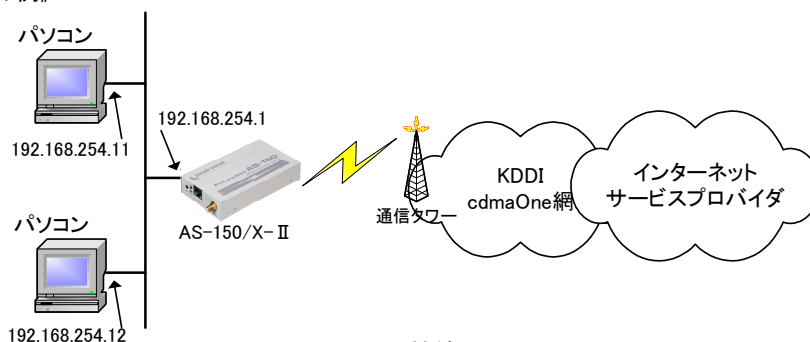 パソコン
192.168.254.11
192.168.254.1
AS-150
AS-150/X-Ⅱ
通信タワー
KDDI
cdmaOne網
インターネット
サービスプロバイダ
パソコン
192.168.254.12